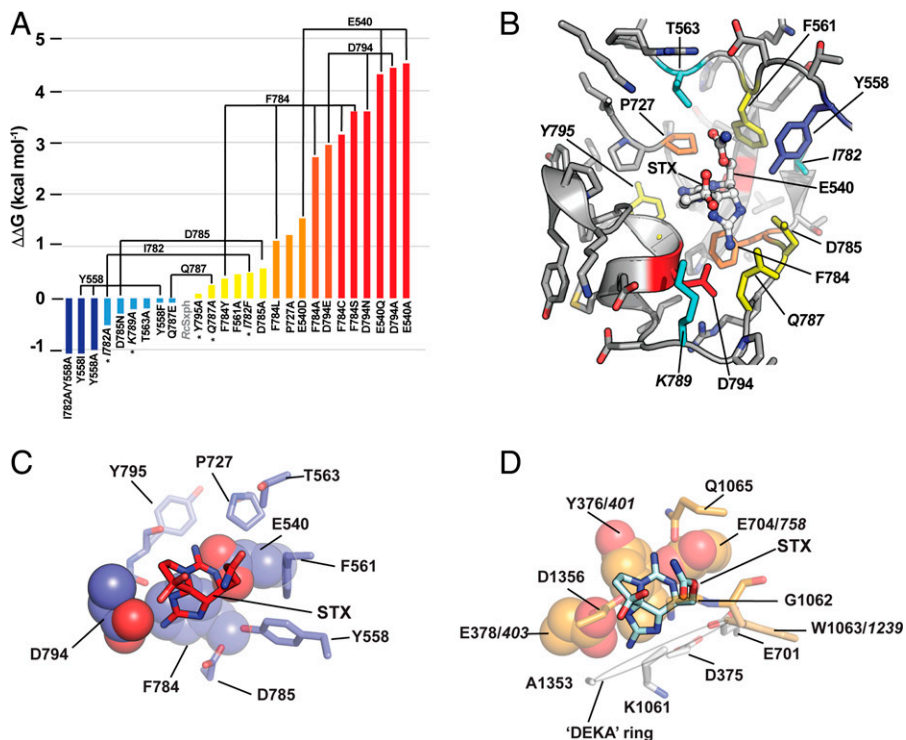 A
ΔΔG (kcal mol-1)
5
4
3
2
1
0
-1
E540
D794
F784
D785
I782
Y558
Q787
I782A/Y558A
Y558I
Y558A
* I782A
D785N
* K789A
T563A
Y558F
Q787E
RcSxph
* Y795A
* Q787A
F784Y
F561A
* I782F
D785A
F784L
P727A
E540D
F784A
D794E
F784C
F784S
D794N
E540Q
D794A
E540A
B
T563
F561
Y558
P727
Y795
I782
STX
E540
D785
F784
Q787
K789
D794
C
P727
T563
Y795
E540
F561
STX
Y558
D794
F784
D785
D
Q1065
Y376/401
E704/758
STX
D1356
G1062
E378/403
W1063/1239
E701
A1353
D375
K1061
'DEKA' ring